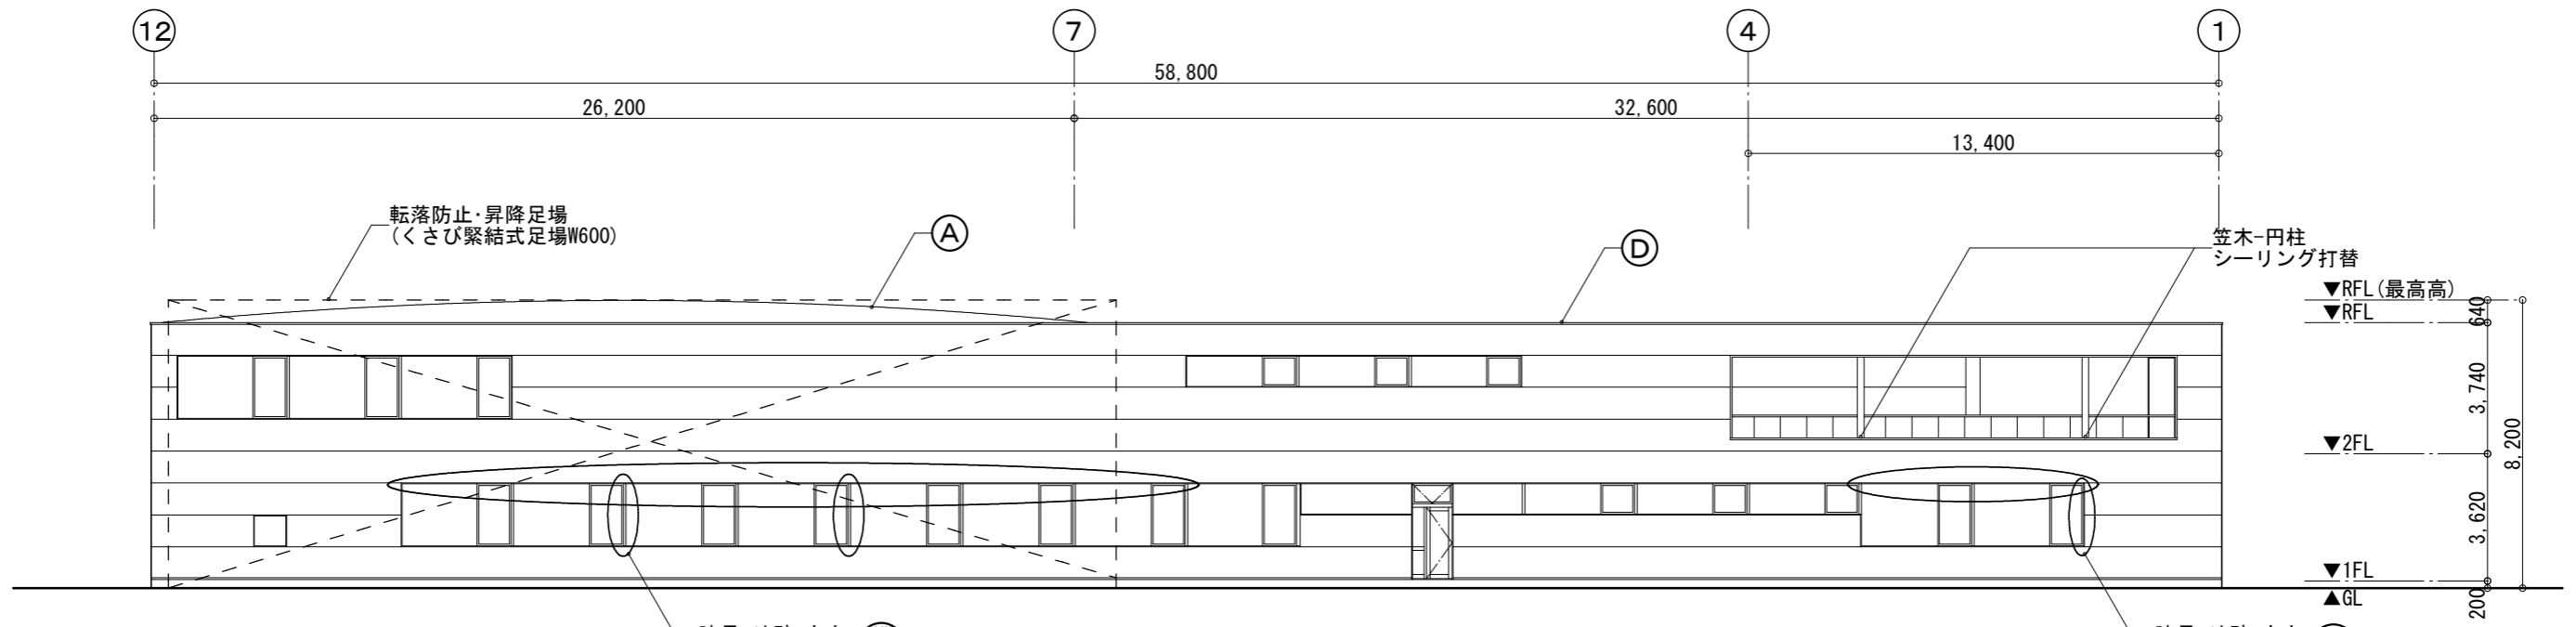 12
7
4
1
58,800
26,200
32,600
13,400
転落防止・昇降足場
(くさび緊結式足場W600)
A
D
笠木-円柱
シーリング打替
▼RFL(最高高)
▼RFL
640
3,740
▼2FL
8,200
3,620
▼1FL
▲GL
200